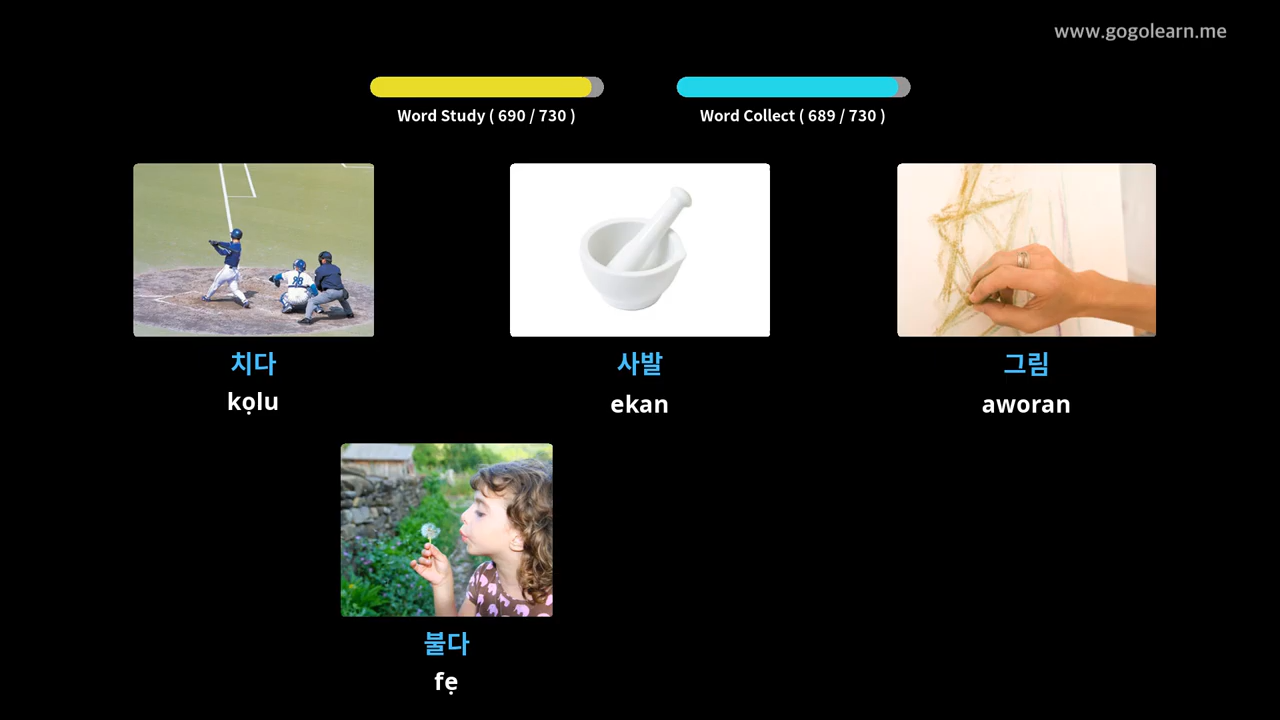 www.gogolearn.me
Word Study ( 690 / 730 )
Word Collect ( 689 / 730 )
치다
kọlu
사발
ekan
그림
aworan
불다
fẹ